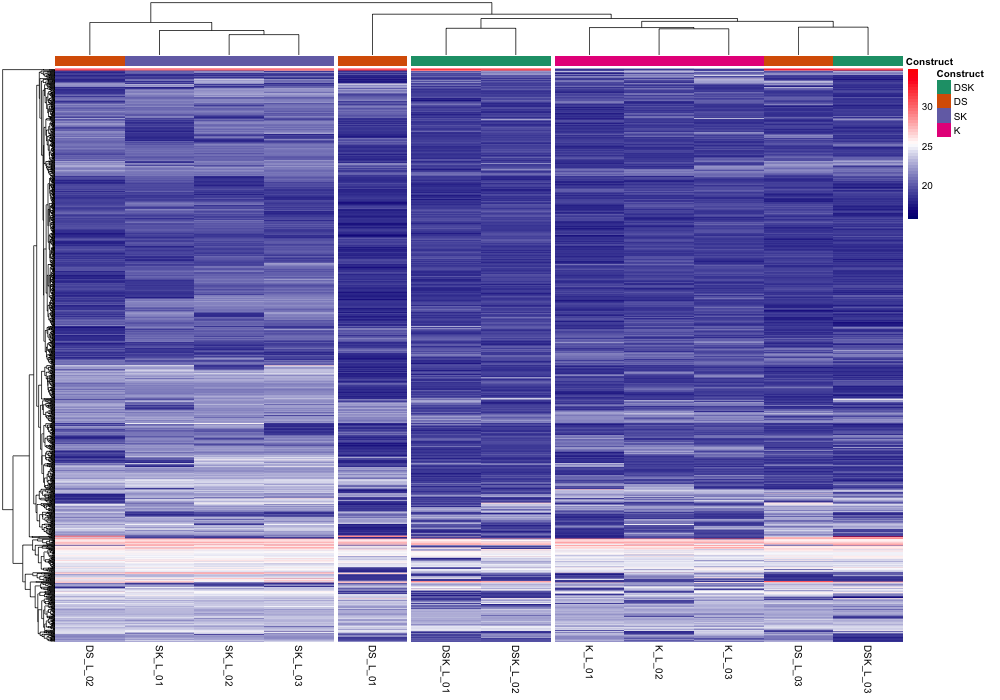 Construct
Construct
30
25
20
DSK
DS
SK
K
DS_L_02
SK_L_01
SK_L_02
SK_L_03
DS_L_01
DSK_L_01
DSK_L_02
K_L_01
K_L_02
K_L_03
DS_L_03
DSK_L_03